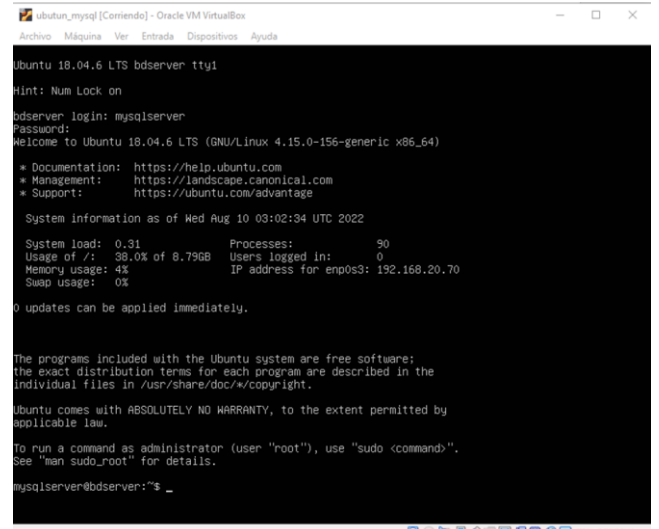 ubutun_mysql [Corriendo] - Oracle VM VirtualBox
Archivo Máquina Ver Entrada Dispositivos Ayuda
Ubuntu 18.04.6 LTS bdserver tty1
Hint: Num Lock on
bdserver login: mysqlserver
Password:
Welcome to Ubuntu 18.04.6 LTS (GNU/Linux 4.15.0-156-generic x86_64)
* Documentation: https://help.ubuntu.com
* Management: https://landscape.canonical.com
* Support: https://ubuntu.com/advantage
System information as of Wed Aug 10 03:02:34 UTC 2022
System load: 0.31 Processes: 90
Usage of /: 38.0% of 8.79GB Users logged in: 0
Memory usage: 4% IP address for enp0s3: 192.168.20.70
Swap usage: 0%
0 updates can be applied immediately.
The programs included with the Ubuntu system are free software;
the exact distribution terms for each program are described in the
individual files in /usr/share/doc/*/copyright.
Ubuntu comes with ABSOLUTELY NO WARRANTY, to the extent permitted by
applicable law.
To run a command as administrator (user "root"), use "sudo <command>".
See "man sudo_root" for details.
mysqlserver@bdserver:~$ _